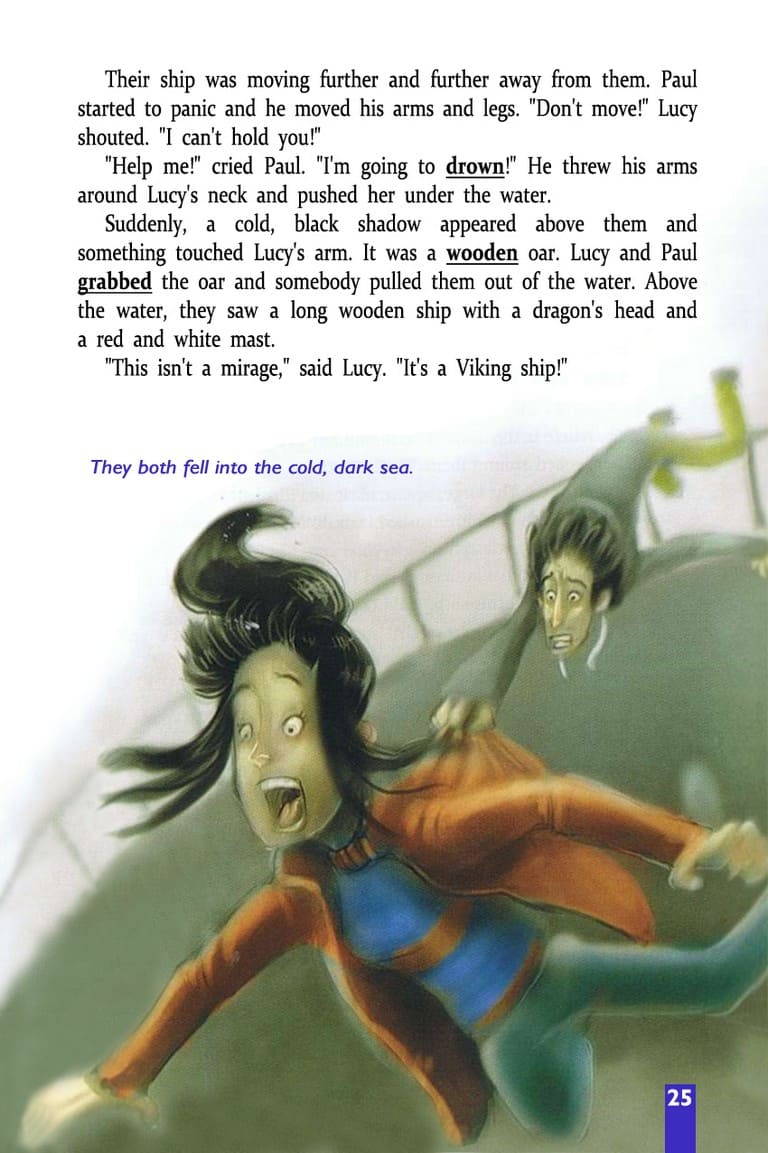 Their ship was moving further and further away from them. Paul
started to panic and he moved his arms and legs. "Don't move!" Lucy
shouted. "I can't hold you!"
"Help me!" cried Paul. "I'm going to drown!" He threw his arms
around Lucy's neck and pushed her under the water.
Suddenly, a cold, black shadow appeared above them and
something touched Lucy's arm. It was a wooden oar. Lucy and Paul
grabbed the oar and somebody pulled them out of the water. Above
the water, they saw a long wooden ship with a dragon's head and
a red and white mast.
"This isn't a mirage," said Lucy. "It's a Viking ship!"
They both fell into the cold, dark sea.
25